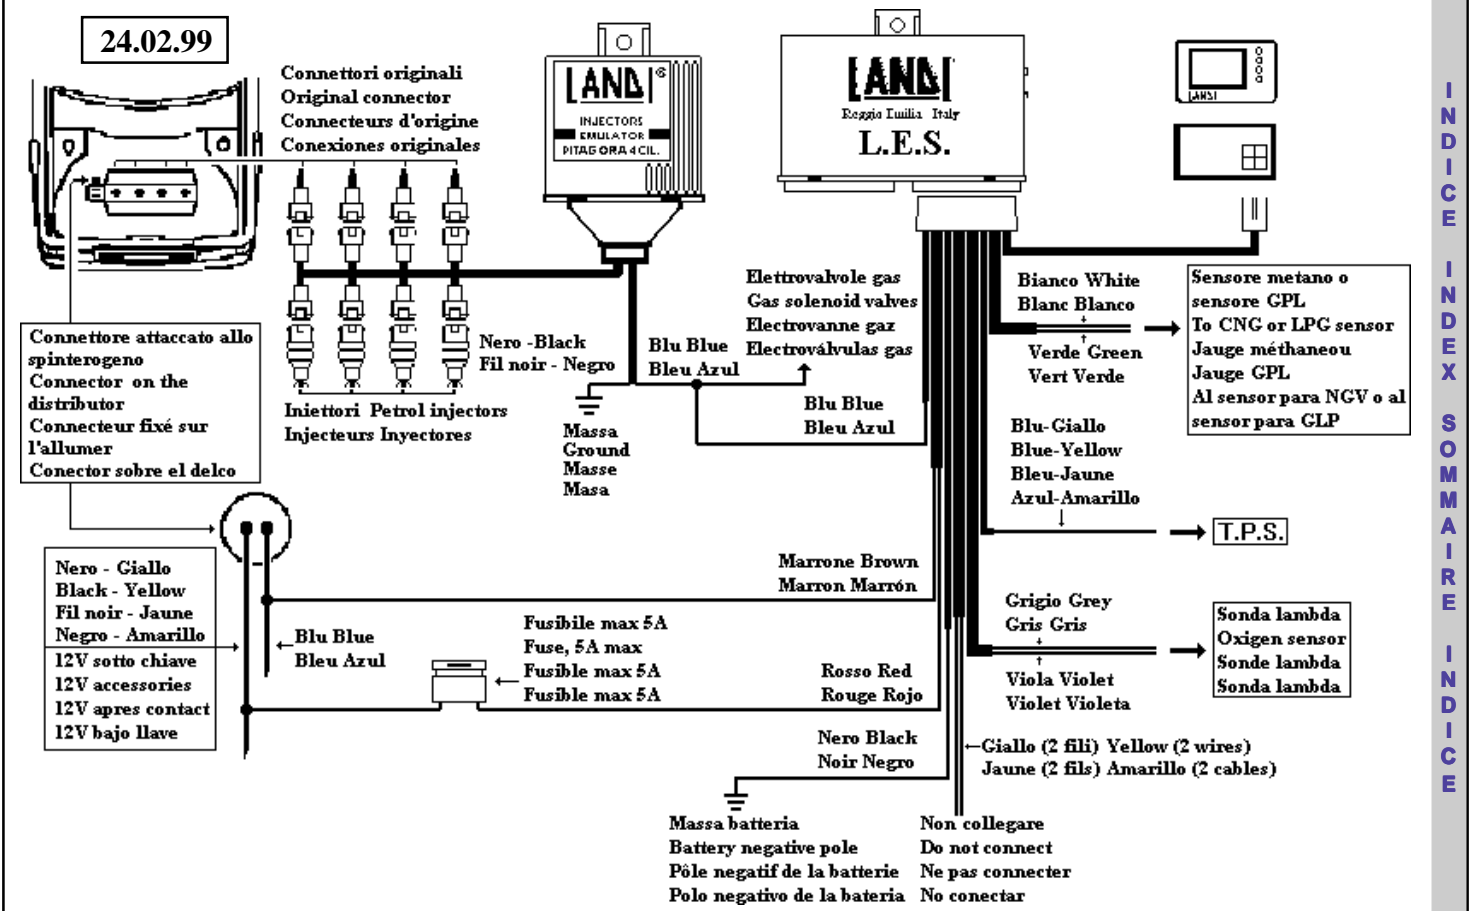 24.02.99
Connettori originali
Original connector
Connecteurs d'origine
Conexiones originales
LANDI®
INJECTORS
EMULATOR
PITAGORA 4 CIL.
LANDI
Reggio Emilia Italy
L.E.S.
LANDI
Elettrovalvole gas
Gas solenoid valves
Electrovanne gaz
Electroválvulas gas
Bianco White
Blanc Blanco
Verde Green
Vert Verde
Sensore metano o
sensore GPL
To CNG or LPG sensor
Jauge méthaneou
Jauge GPL
Al sensor para NGV o al
sensor para GLP
Connettore attaccato allo
spinterogeno
Connector on the
distributor
Connecteur fixé sur
l'allumer
Conector sobre el delco
Nero -Black
Fil noir - Negro
Blu Blue
Bleu Azul
Iniettori Petrol injectors
Injecteurs Inyectores
Massa
Ground
Masse
Masa
Blu Blue
Bleu Azul
Blu-Giallo
Blue-Yellow
Bleu-Jaune
Azul-Amarillo
T.P.S.
Nero - Giallo
Black - Yellow
Fil noir - Jaune
Negro - Amarillo
12V sotto chiave
12V accessories
12V apres contact
12V bajo llave
Blu Blue
Bleu Azul
Marrone Brown
Marron Marrón
Fusibile max 5A
Fuse, 5A max
Fusible max 5A
Fusible max 5A
Rosso Red
Rouge Rojo
Grigio Grey
Gris Gris
Viola Violet
Violet Violeta
Sonda lambda
Oxigen sensor
Sonde lambda
Sonda lambda
Nero Black
Noir Negro
Giallo (2 fili) Yellow (2 wires)
Jaune (2 fils) Amarillo (2 cables)
Massa batteria
Battery negative pole
Pôle negatif de la batterie
Polo negativo de la bateria
Non collegare
Do not connect
Ne pas connecter
No conectar
INDICE INDEX SOMMAIRE INDICE